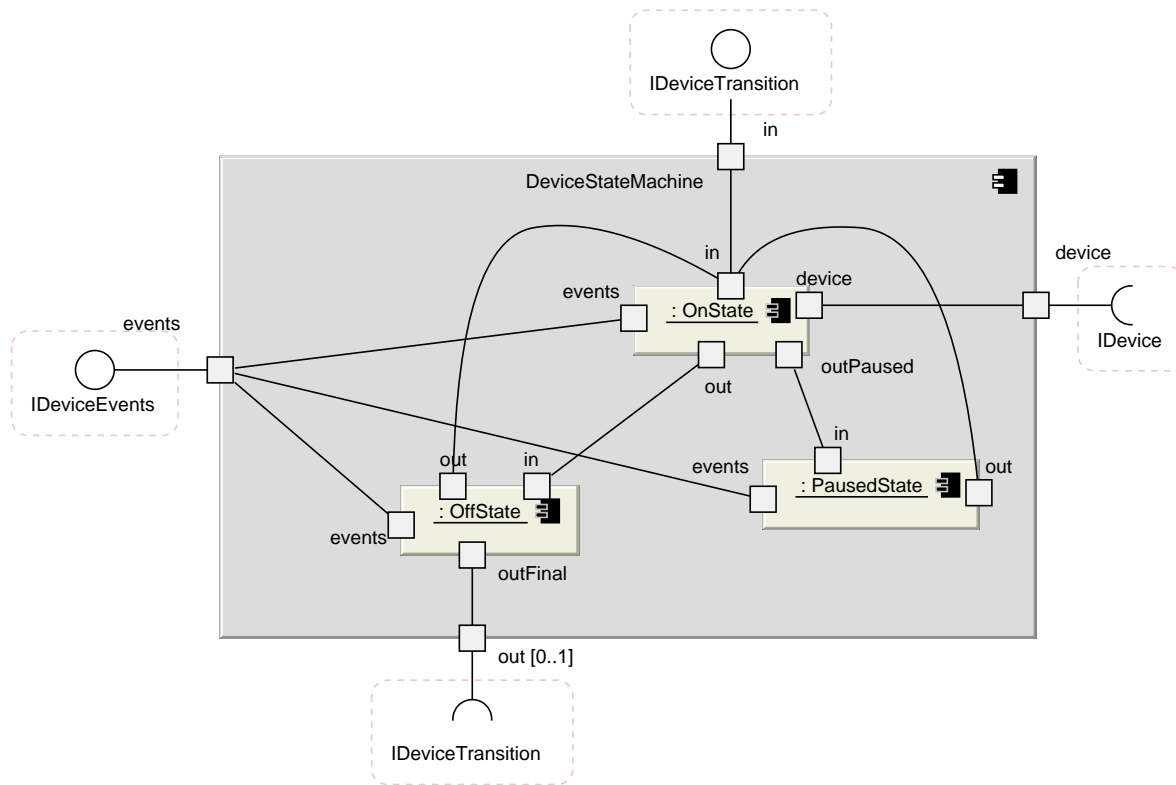 IDeviceTransition
in
DeviceStateMachine
in
device
device
events
: OnState
events
IDevice
outPaused
out
IDeviceEvents
in
out
in
events
out
: PausedState
: OffState
events
outFinal
out [0..1]
IDeviceTransition